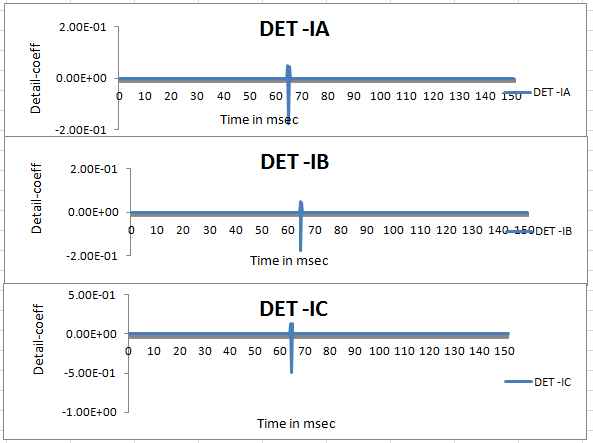 DET -IA
2.00E-01
0.00E+00
-2.00E-01
Detail-coeff
0 10 20 30 40 50 60 70 80 90 100 110 120 130 140 150
Time in msec
DET -IA
DET -IB
2.00E-01
0.00E+00
-2.00E-01
Detail-coeff
0 10 20 30 40 50 60 70 80 90 100 110 120 130 140 150
Time in msec
DET -IB
DET -IC
5.00E-01
0.00E+00
-5.00E-01
-1.00E+00
Detail-coeff
0 10 20 30 40 50 60 70 80 90 100 110 120 130 140 150
DET -IC
Time in msec